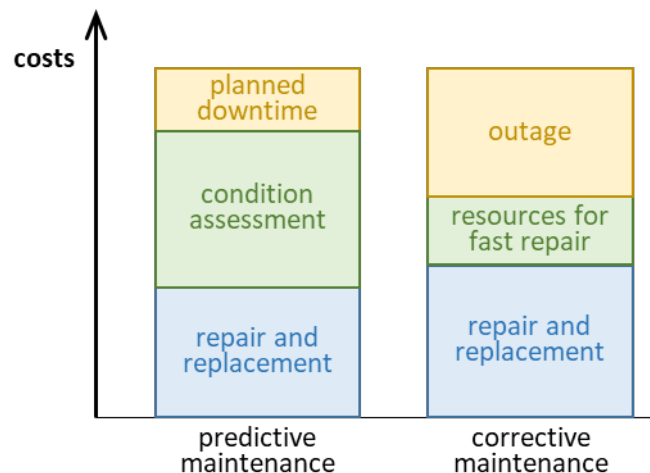 costs
planned
downtime
condition
assessment
repair and
replacement
outage
resources for
fast repair
repair and
replacement
predictive
maintenance
corrective
maintenance